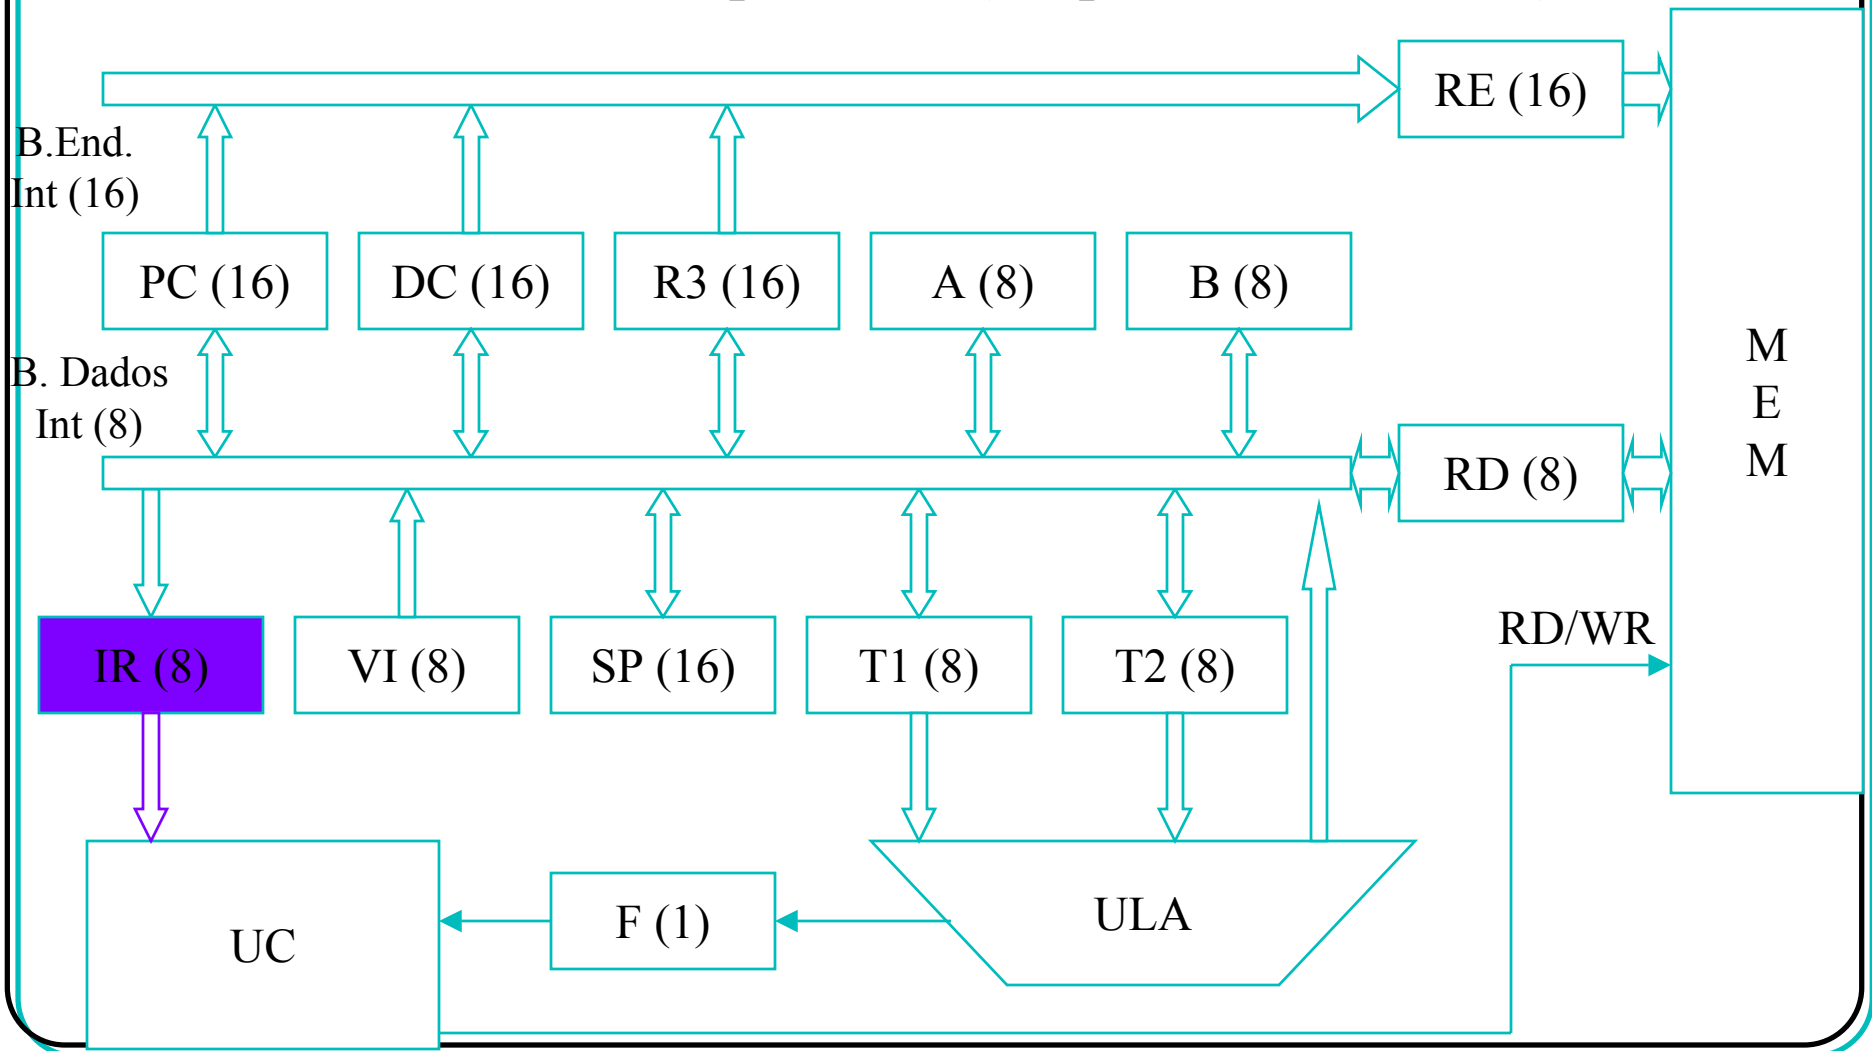 RE (16)
B.End.
Int (16)
PC (16)
DC (16)
R3 (16)
A (8)
B (8)
M
E
M
B. Dados
Int (8)
RD (8)
RD/WR
IR (8)
VI (8)
SP (16)
T1 (8)
T2 (8)
ULA
F (1)
UC